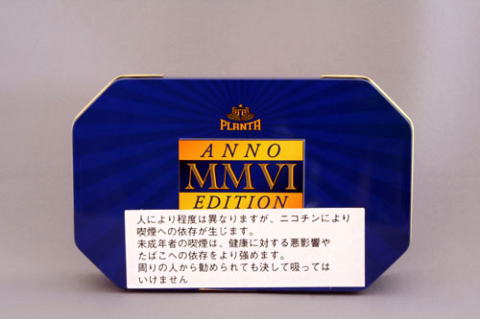 PLANTA
ANNO
MMVI
EDITION
人により程度は異なりますが、ニコチンにより
喫煙への依存が生じます。
未成年者の喫煙は、健康に対する悪影響や
たばこへの依存をより強めます。
周りの人から勧められても決して吸っては
いけません